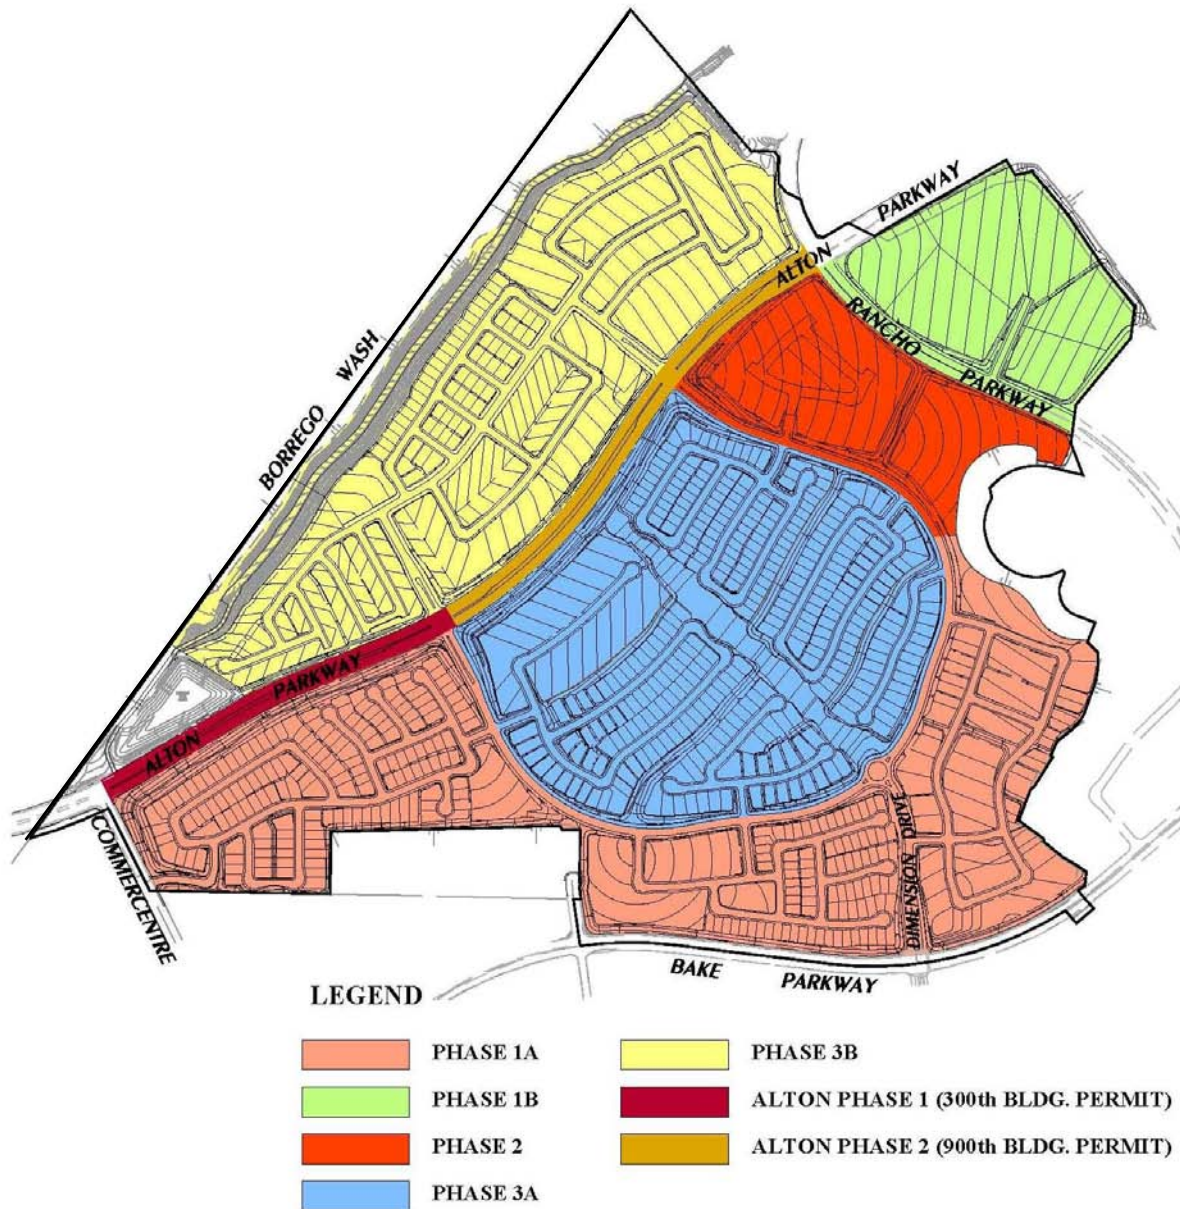 PARKWAY
ALTON
RANCHO
PARKWAY
WASH
BORREGO
PARKWAY
ALTON
COMMERCENTRE
DIMENSION DRIVE
BAKE PARKWAY
LEGEND
PHASE 1A
PHASE 1B
PHASE 2
PHASE 3A
PHASE 3B
ALTON PHASE 1 (300th BLDG. PERMIT)
ALTON PHASE 2 (900th BLDG. PERMIT)